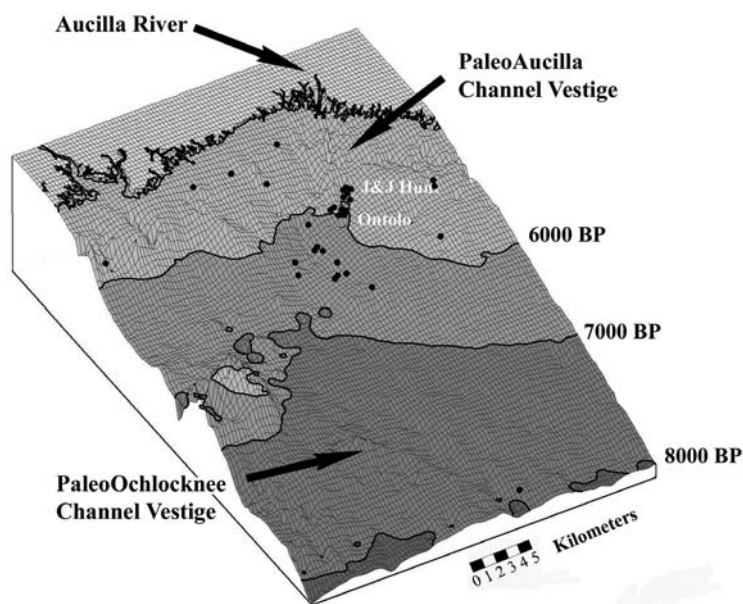 Aucilla River
PaleoAucilla
Channel Vestige
J&J Hun
Ontolo
6000 BP
7000 BP
8000 BP
PaleoOchlocknee
Channel Vestige
Kilometers
0 1 2 3 4 5